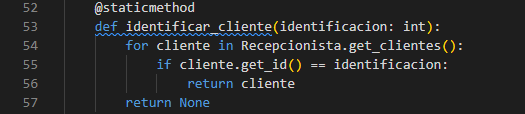 52 @staticmethod
53 def identificar_cliente(identificacion: int):
54 for cliente in Recepcionista.get_clientes():
55 if cliente.get_id() == identificacion:
56 return cliente
57 return None